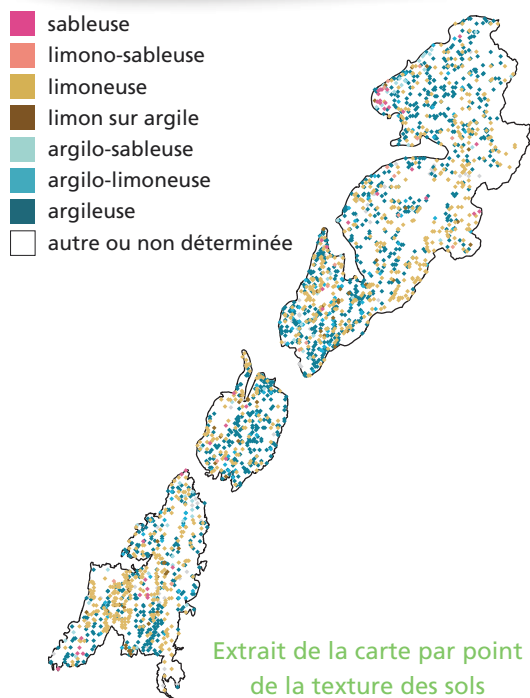 sableuse
limono-sableuse
limoneuse
limon sur argile
argilo-sableuse
argilo-limoneuse
argileuse
autre ou non déterminée
Extrait de la carte par point
de la texture des sols